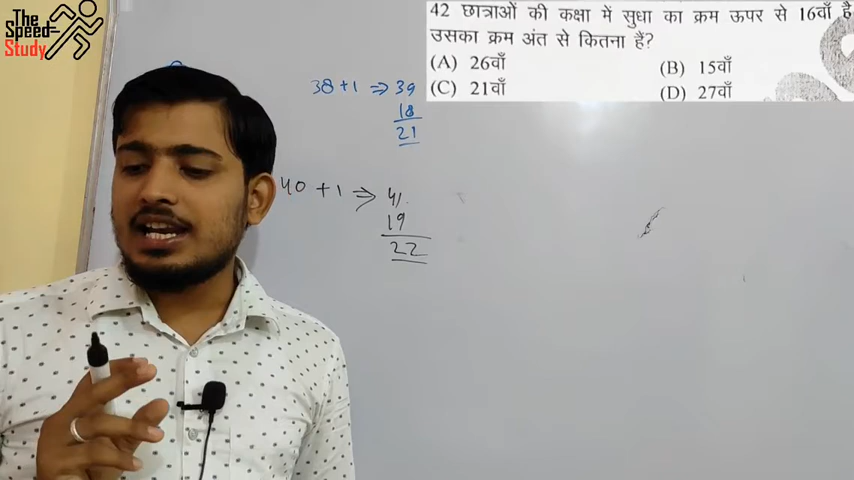 The
Speed
Study
42 छात्राओं की कक्षा में सुधा का क्रम ऊपर से 16वाँ है
उसका क्रम अंत से कितना है?
(A) 26वाँ (B) 15वाँ
(C) 21वाँ (D) 27वाँ
38+1 ⇒ 39
18
21
40+1 ⇒ 41
19
22